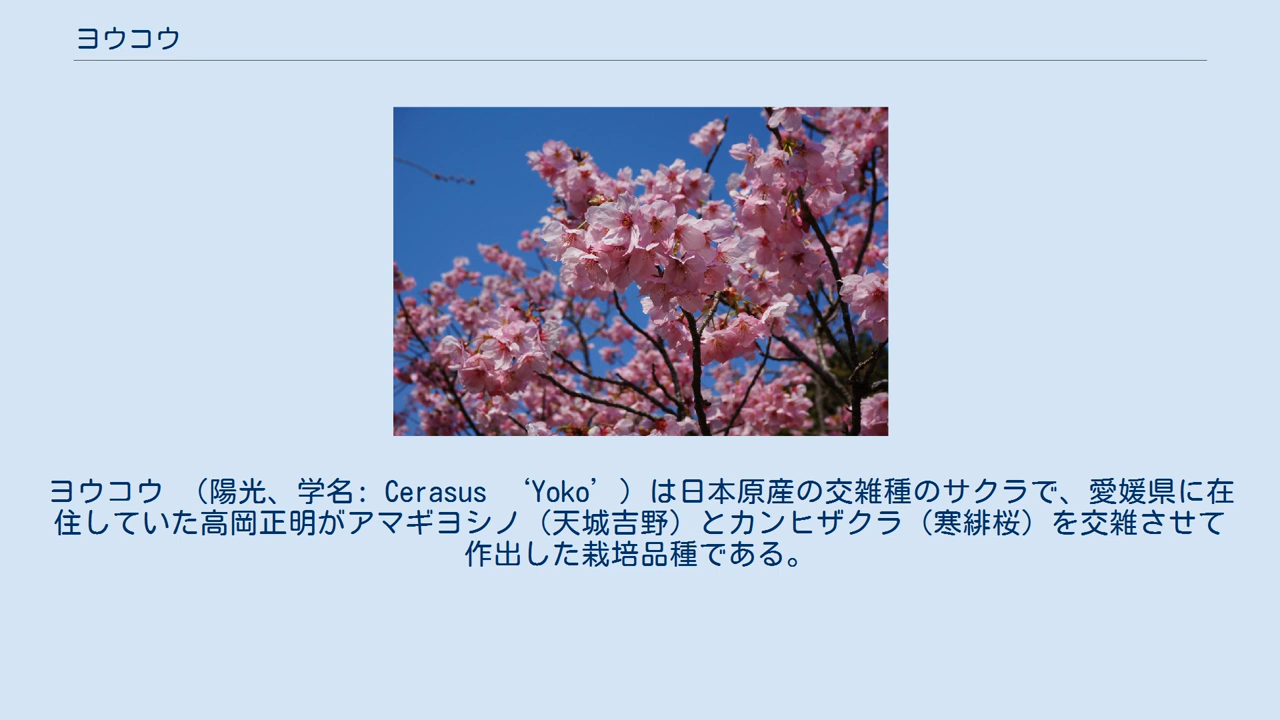 ヨウコウ
ヨウコウ （陽光、学名: Cerasus ‘Yoko’）は日本原産の交雑種のサクラで、愛媛県に在
住していた高岡正明がアマギヨシノ（天城吉野）とカンヒザクラ（寒緋桜）を交雑させて
作出した栽培品種である。